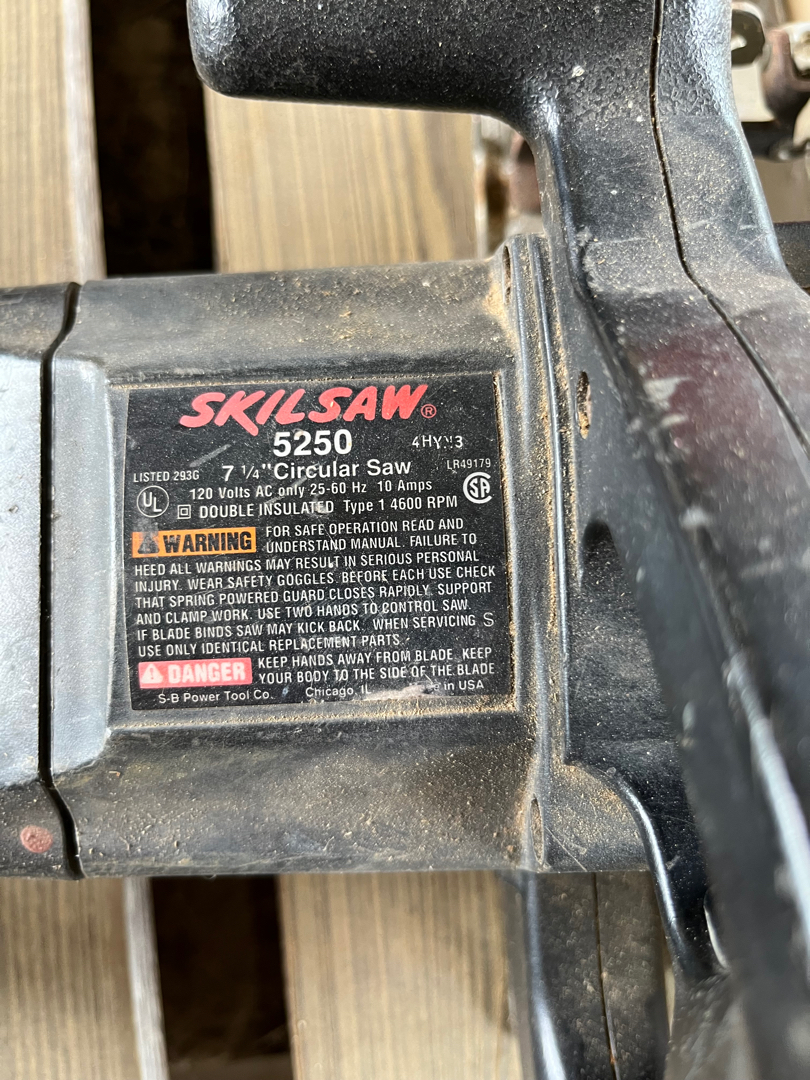 SKILSAW®
5250
LISTED 293G 7 1/4" Circular Saw LR49179
120 Volts AC only 25-60 Hz 10 Amps
UL DOUBLE INSULATED Type 1 4600 RPM SA
WARNING FOR SAFE OPERATION READ AND
UNDERSTAND MANUAL. FAILURE TO
HEED ALL WARNINGS MAY RESULT IN SERIOUS PERSONAL
INJURY. WEAR SAFETY GOGGLES. BEFORE EACH USE CHECK
THAT SPRING POWERED GUARD CLOSES RAPIDLY. SUPPORT
AND CLAMP WORK. USE TWO HANDS TO CONTROL SAW.
IF BLADE BINDS SAW MAY KICK BACK. WHEN SERVICING S
USE ONLY IDENTICAL REPLACEMENT PARTS.
DANGER KEEP HANDS AWAY FROM BLADE. KEEP
YOUR BODY TO THE SIDE OF THE BLADE
S-B Power Tool Co. Chicago, IL in USA